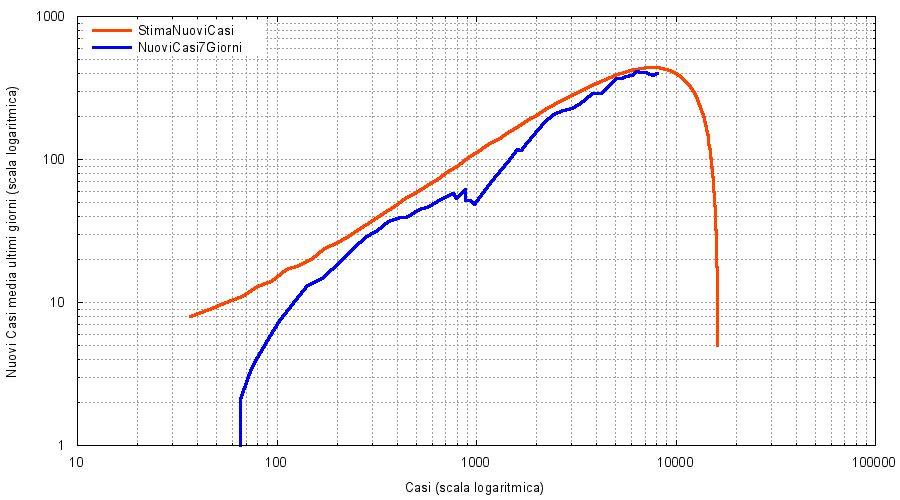 1000
StimaNuoviCasi
NuoviCasi7Giorni
Nuovi Casi media ultimi giorni (scala logaritmica)
100
10
1
10
100
1000
10000
100000
Casi (scala logaritmica)